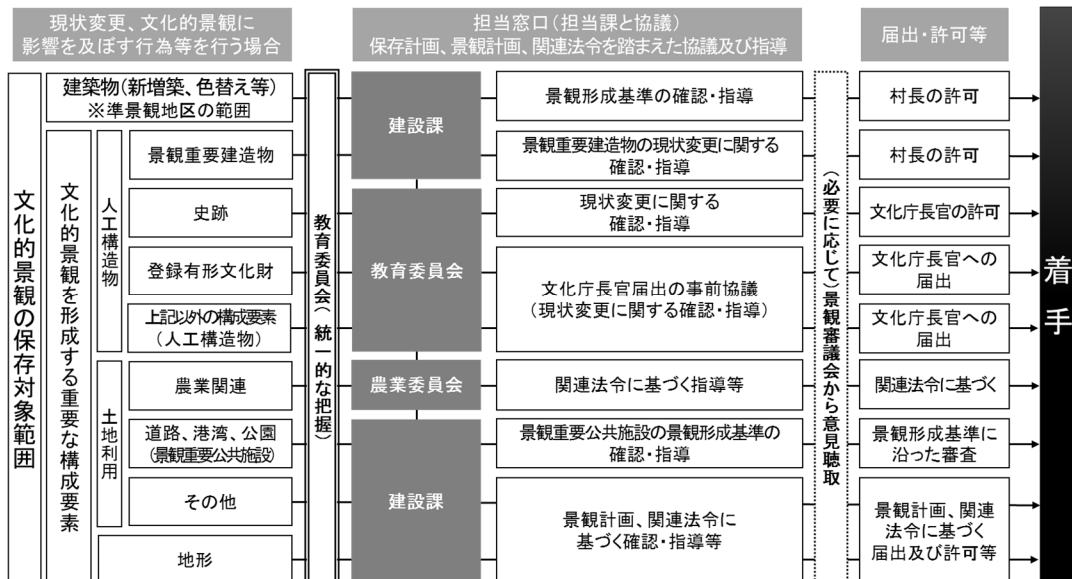 現状変更、文化的景観に
影響を及ぼす行為等を行う場合
担当窓口(担当課と協議)
保存計画、景観計画、関連法令を踏まえた協議及び指導
届出・許可等
文化的景観の保存対象範囲
建築物(新増築、色替え等)
※準景観地区の範囲
文化的景観を形成する重要な構成要素
人工構造物
景観重要建造物
史跡
登録有形文化財
上記以外の構成要素
(人工構造物)
土地利用
農業関連
道路、港湾、公園
(景観重要公共施設)
その他
地形
教育委員会(統一的な把握)
建設課
教育委員会
農業委員会
建設課
景観形成基準の確認・指導
景観重要建造物の現状変更に関する
確認・指導
現状変更に関する
確認・指導
文化庁長官届出の事前協議
(現状変更に関する確認・指導)
関連法令に基づく指導等
景観重要公共施設の景観形成基準の
確認・指導
景観計画、関連法令に
基づく確認・指導等
(必要に応じて)景観審議会から意見聴取
村長の許可
村長の許可
文化庁長官の許可
文化庁長官への
届出
文化庁長官への
届出
関連法令に基づく
景観形成基準に
沿った審査
景観計画、関連
法令に基づく
届出及び許可等
着手